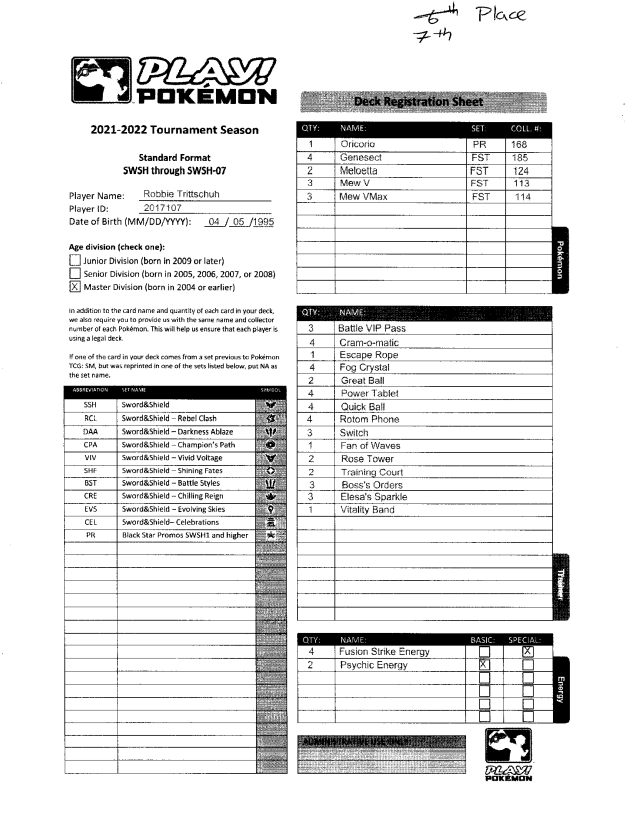 6th Place
7th
PLAY!
POKÉMON
Deck Registration Sheet
2021-2022 Tournament Season
Standard Format
SWSH through SWSH-07
Player Name: Robbie Trittschuh
Player ID: 2017107
Date of Birth (MM/DD/YYYY): 04 / 05 /1995
Age division (check one):
Junior Division (born in 2009 or later)
Senior Division (born in 2005, 2006, 2007, or 2008)
X Master Division (born in 2004 or earlier)
In addition to the card name and quantity of each card in your deck,
we also require you to provide us with the same name and collector
number of each Pokémon. This will help us ensure that each player is
using a legal deck.
If one of the card in your deck comes from a set previous to Pokémon
TCG: SM, but was reprinted in one of the sets listed below, put NA as
the set name.
ABBREVIATION SET NAME SYMBOL
SSH Sword&Shield
RCL Sword&Shield – Rebel Clash
DAA Sword&Shield – Darkness Ablaze
CPA Sword&Shield – Champion's Path
VIV Sword&Shield – Vivid Voltage
SHF Sword&Shield – Shining Fates
BST Sword&Shield – Battle Styles
CRE Sword&Shield – Chilling Reign
EVS Sword&Shield – Evolving Skies
CEL Sword&Shield– Celebrations
PR Black Star Promos SWSH1 and higher
QTY: NAME: SET: COLL. #:
1 Oricorio PR 168
4 Genesect FST 185
2 Meloetta FST 124
3 Mew V FST 113
3 Mew VMax FST 114
Pokémon
QTY: NAME:
3 Battle VIP Pass
4 Cram-o-matic
1 Escape Rope
4 Fog Crystal
2 Great Ball
4 Power Tablet
4 Quick Ball
4 Rotom Phone
3 Switch
1 Fan of Waves
2 Rose Tower
2 Training Court
3 Boss's Orders
3 Elesa's Sparkle
1 Vitality Band
Trainer
QTY: NAME: BASIC: SPECIAL:
4 Fusion Strike Energy X
2 Psychic Energy X
Energy
ADMINISTRATIVE USE ONLY:
PLAY!
POKÉMON